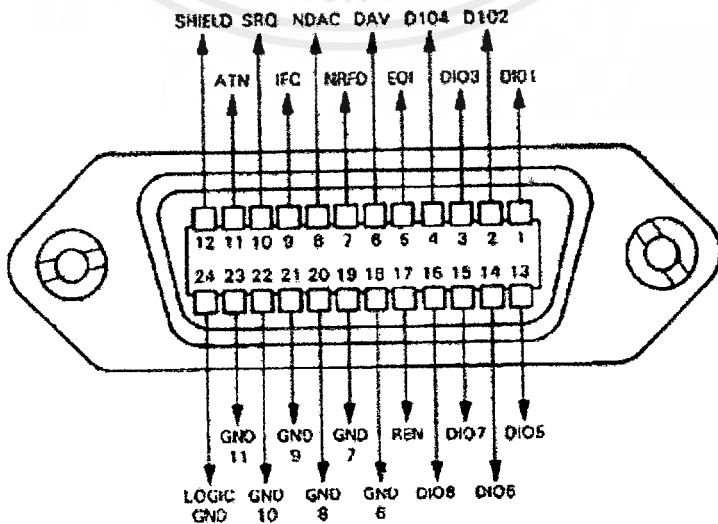 SHIELD SRQ NDAC DAV D104 D102
ATN IFC NRFD EOI DIO3 DIO1
12 11 10 9 8 7 6 5 4 3 2 1
24 23 22 21 20 19 18 17 16 15 14 13
GND 11 GND 9 GND 7 REN DIO7 DIO5
LOGIC GND GND 10 GND 8 GND 6 DIO8 DIO6